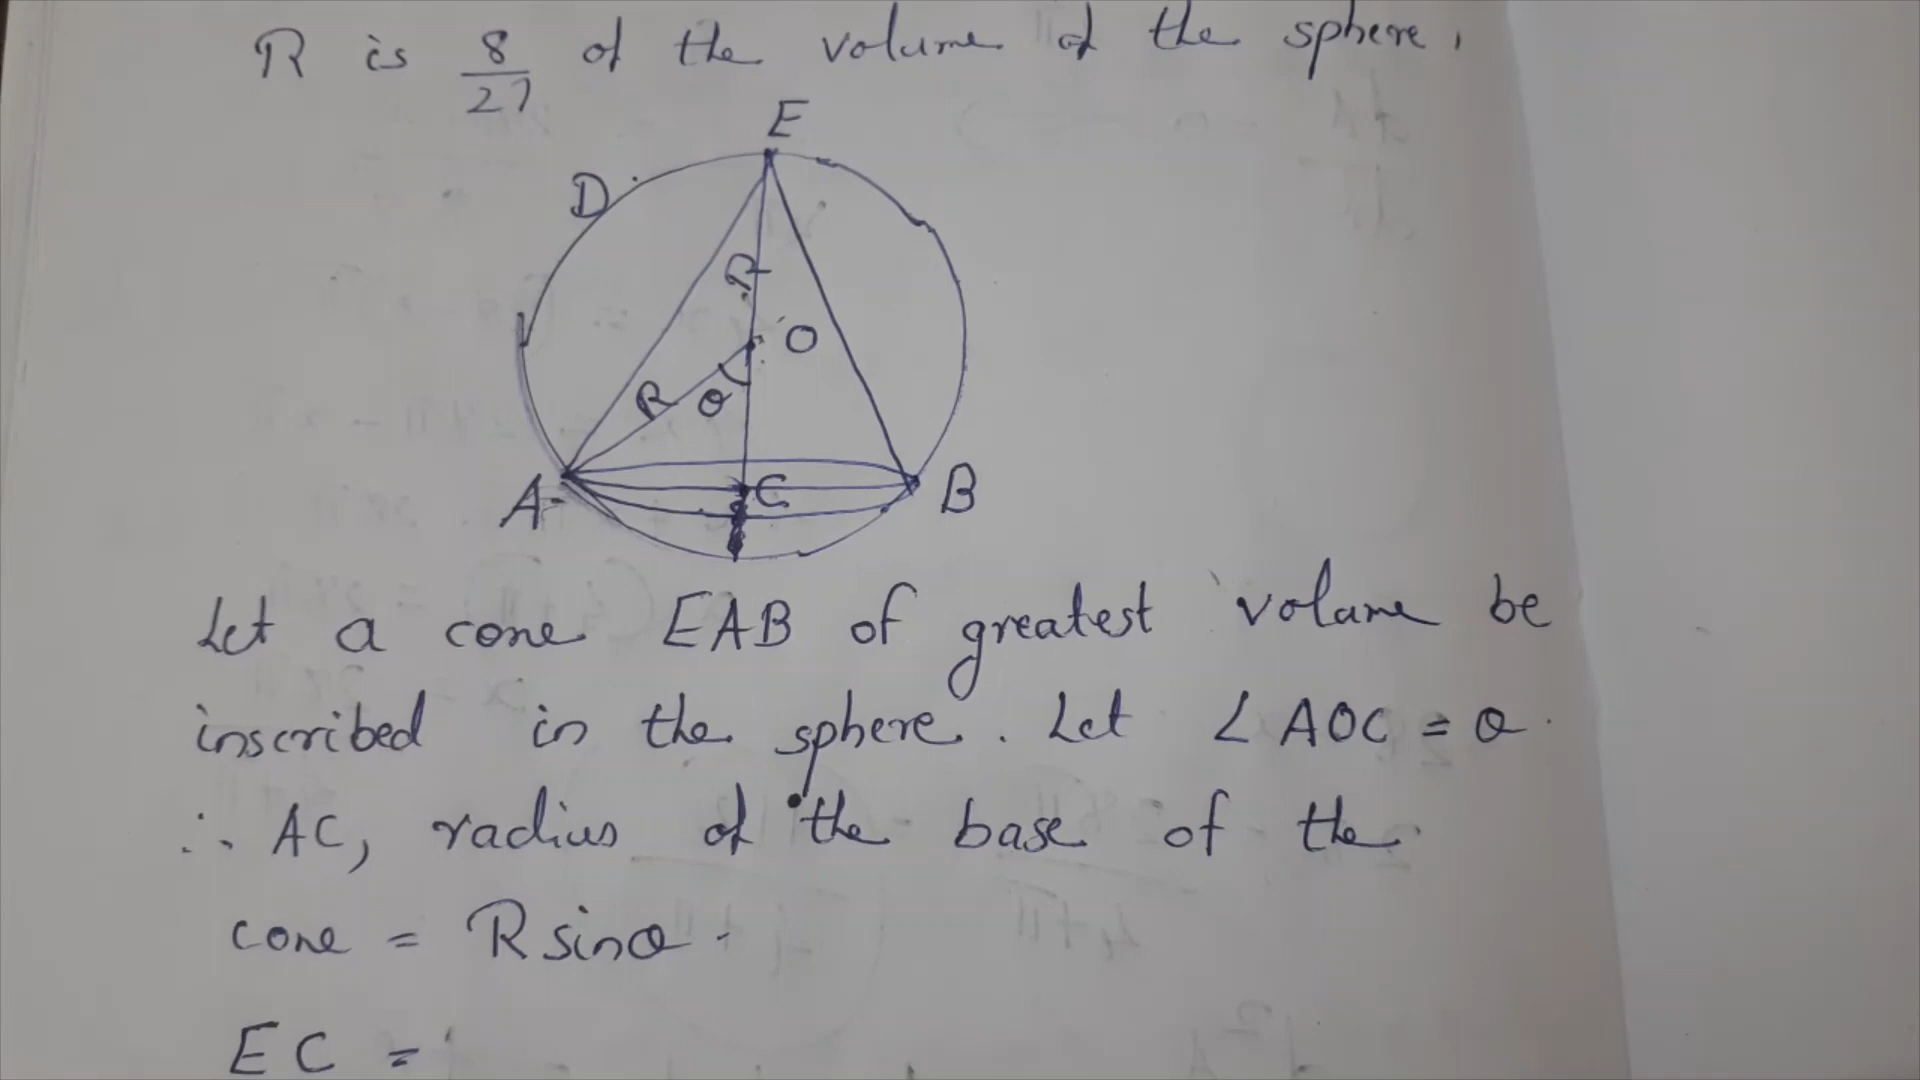 R is 8/27 of the volume of the sphere.
E
D
R
O
R θ
A C B
Let a cone EAB of greatest volume be
inscribed in the sphere. Let ∠AOC = θ
∴ AC, radius of the base of the
cone = R sinθ.
EC =